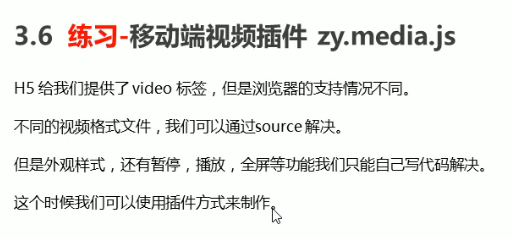 3.6 练习-移动端视频插件 zy.media.js
H5 给我们提供了 video 标签，但是浏览器的支持情况不同。
不同的视频格式文件，我们可以通过source 解决。
但是外观样式，还有暂停，播放，全屏等功能我们只能自己写代码解决。
这个时候我们可以使用插件方式来制作。